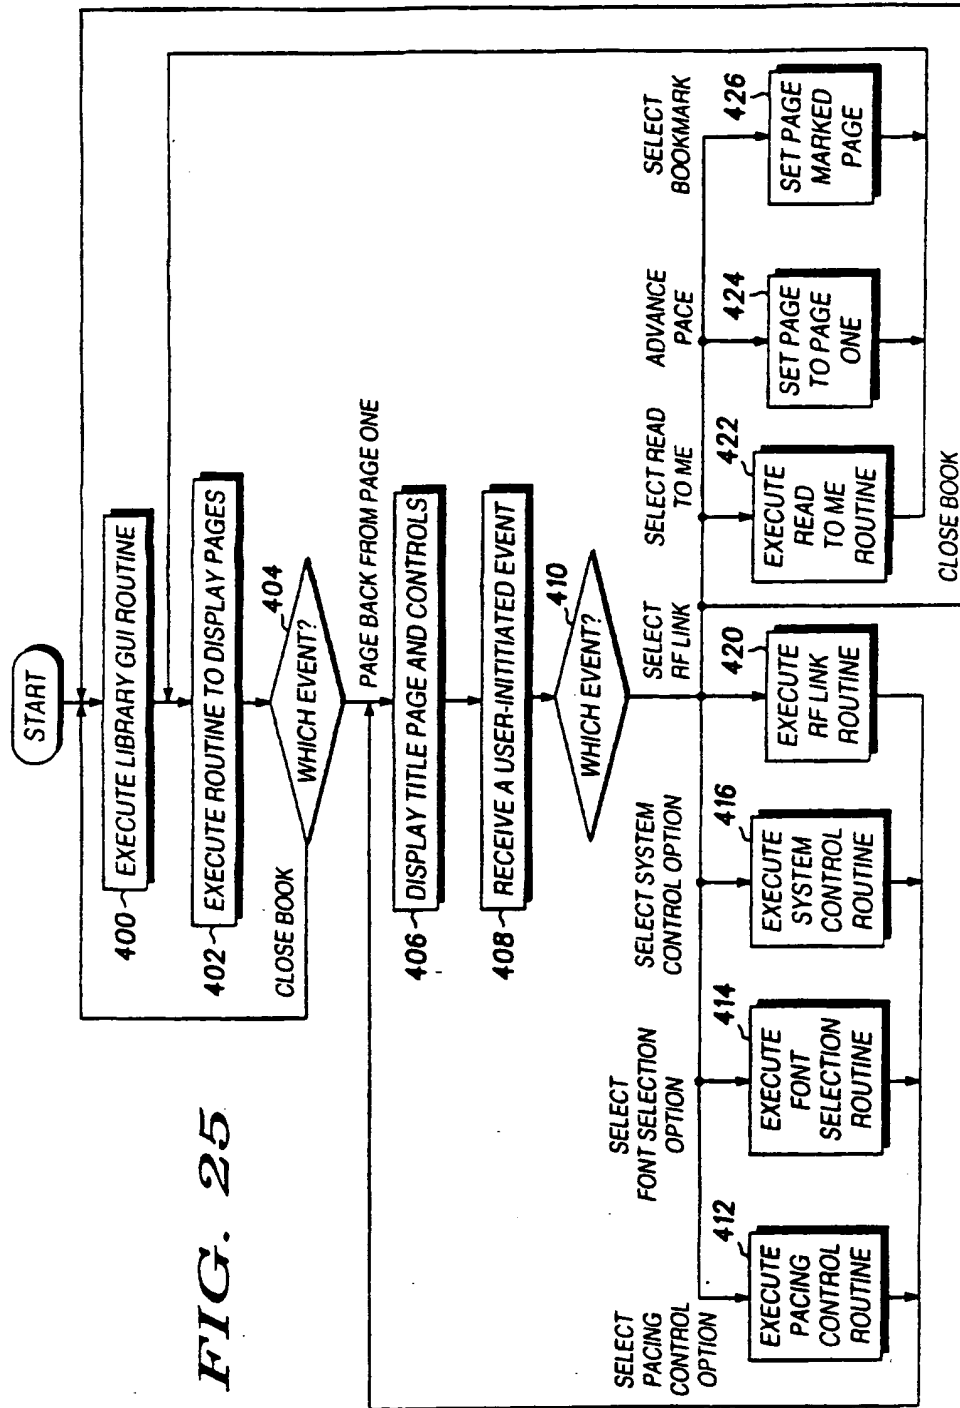 FIG. 25
START
400
EXECUTE LIBRARY GUI ROUTINE
402
EXECUTE ROUTINE TO DISPLAY PAGES
404
WHICH EVENT?
CLOSE BOOK
PAGE BACK FROM PAGE ONE
406
DISPLAY TITLE PAGE AND CONTROLS
408
RECEIVE A USER-INITITIATED EVENT
410
WHICH EVENT?
SELECT
PACING
CONTROL
OPTION
412
EXECUTE
PACING
CONTROL
ROUTINE
SELECT
FONT SELECTION
OPTION
414
EXECUTE
FONT
SELECTION
ROUTINE
SELECT SYSTEM
CONTROL OPTION
416
EXECUTE
SYSTEM
CONTROL
ROUTINE
SELECT
RF LINK
420
EXECUTE
RF LINK
ROUTINE
SELECT READ
TO ME
422
EXECUTE
READ
TO ME
ROUTINE
ADVANCE
PACE
424
SET PAGE
TO PAGE
ONE
SELECT
BOOKMARK
426
SET PAGE
MARKED
PAGE
CLOSE BOOK